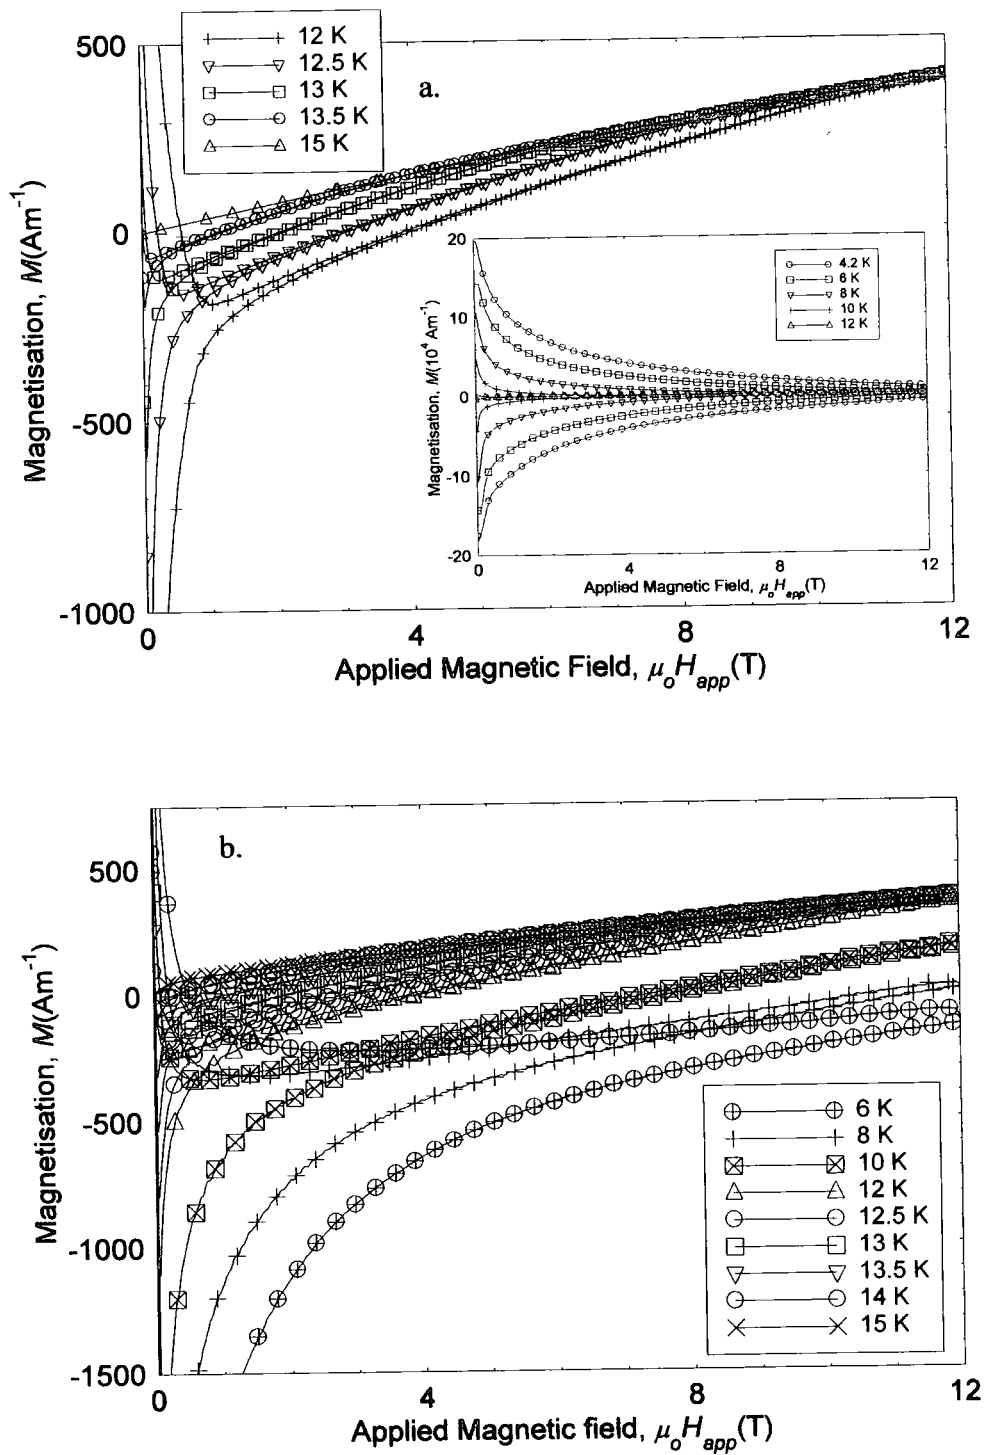 500
0
-500
-1000
Magnetisation, M(Am⁻¹)
12 K
12.5 K
13 K
13.5 K
15 K
a.
20
10
0
-10
-20
Magnetisation, M(10⁴ Am⁻¹)
4.2 K
6 K
8 K
10 K
12 K
0 4 8 12
Applied Magnetic Field, μₒHₐₚₚ(T)
0 4 8 12
Applied Magnetic Field, μₒHₐₚₚ(T)
b.
500
0
-500
-1000
-1500
Magnetisation, M(Am⁻¹)
6 K
8 K
10 K
12 K
12.5 K
13 K
13.5 K
14 K
15 K
0 4 8 12
Applied Magnetic field, μₒHₐₚₚ(T)